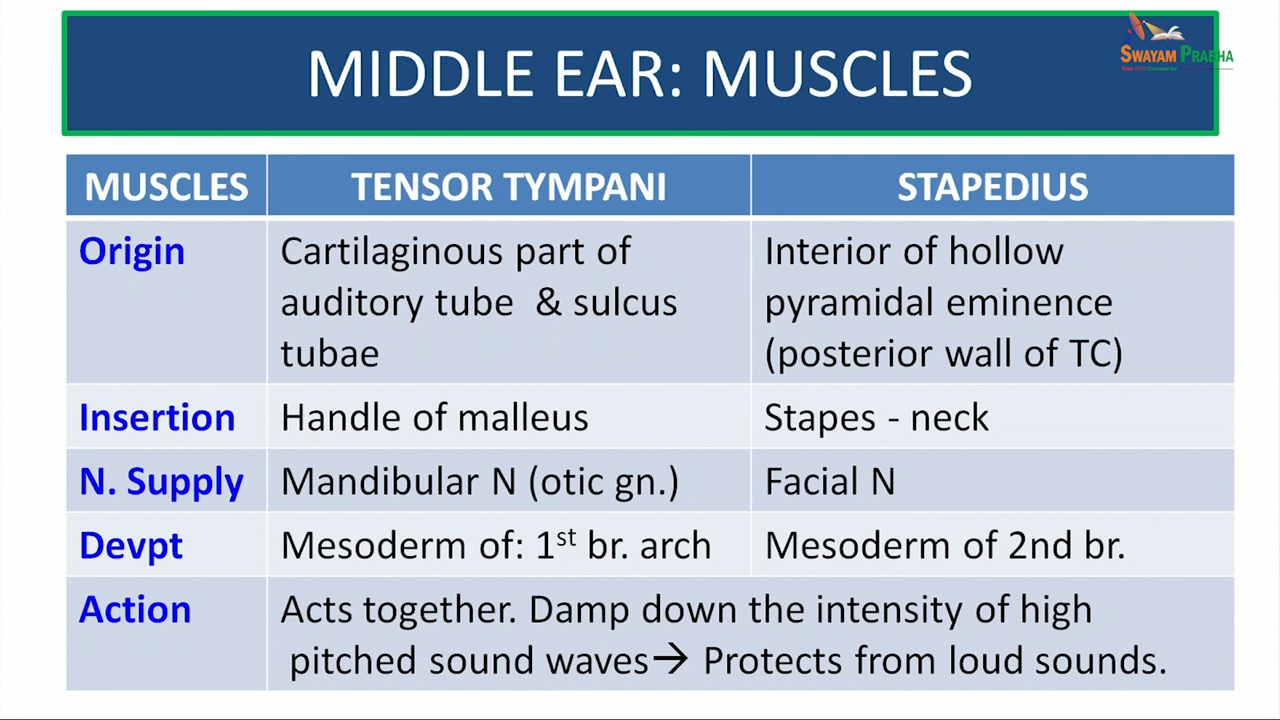 MIDDLE EAR: MUSCLES
SWAYAM PRABHA
MUSCLES TENSOR TYMPANI STAPEDIUS
Origin Cartilaginous part of auditory tube & sulcus tubae Interior of hollow pyramidal eminence (posterior wall of TC)
Insertion Handle of malleus Stapes - neck
N. Supply Mandibular N (otic gn.) Facial N
Devpt Mesoderm of: 1st br. arch Mesoderm of 2nd br.
Action Acts together. Damp down the intensity of high
pitched sound waves→ Protects from loud sounds.